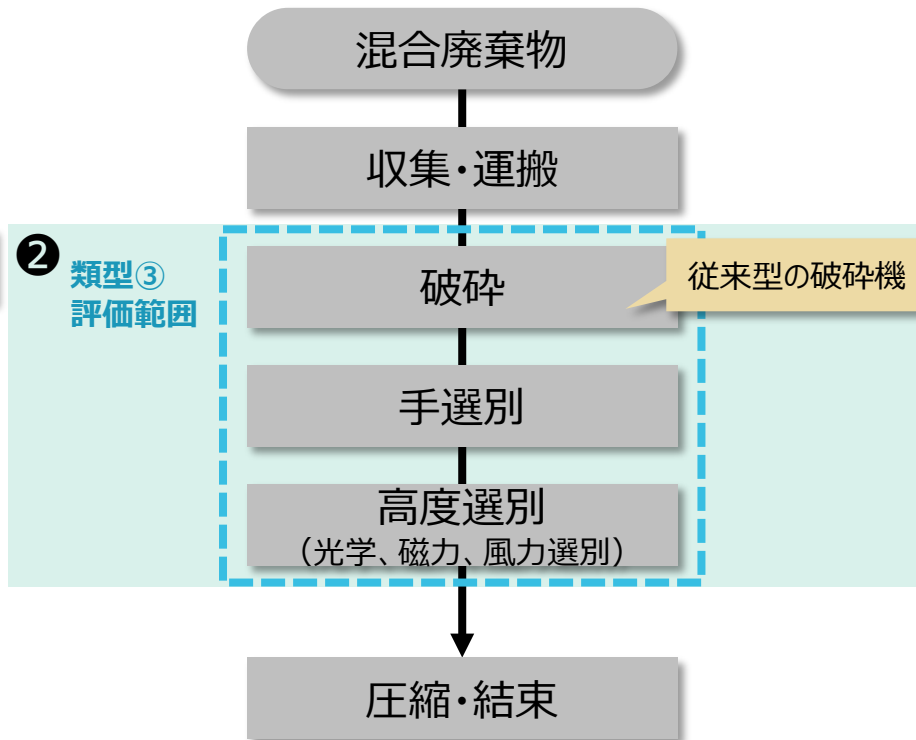 混合廃棄物
収集・運搬
❷
類型③
評価範囲
破砕
従来型の破砕機
手選別
高度選別
（光学、磁力、風力選別）
圧縮・結束